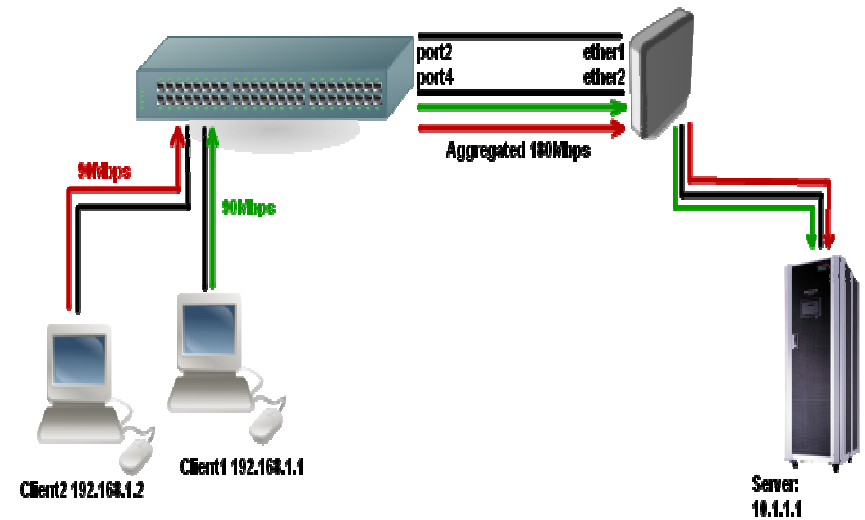 port2 ether1
port4 ether2
Aggregated 180Mbps
90Mbps
90Mbps
Client1 192.168.1.1
Client2 192.168.1.2
Server:
10.1.1.1